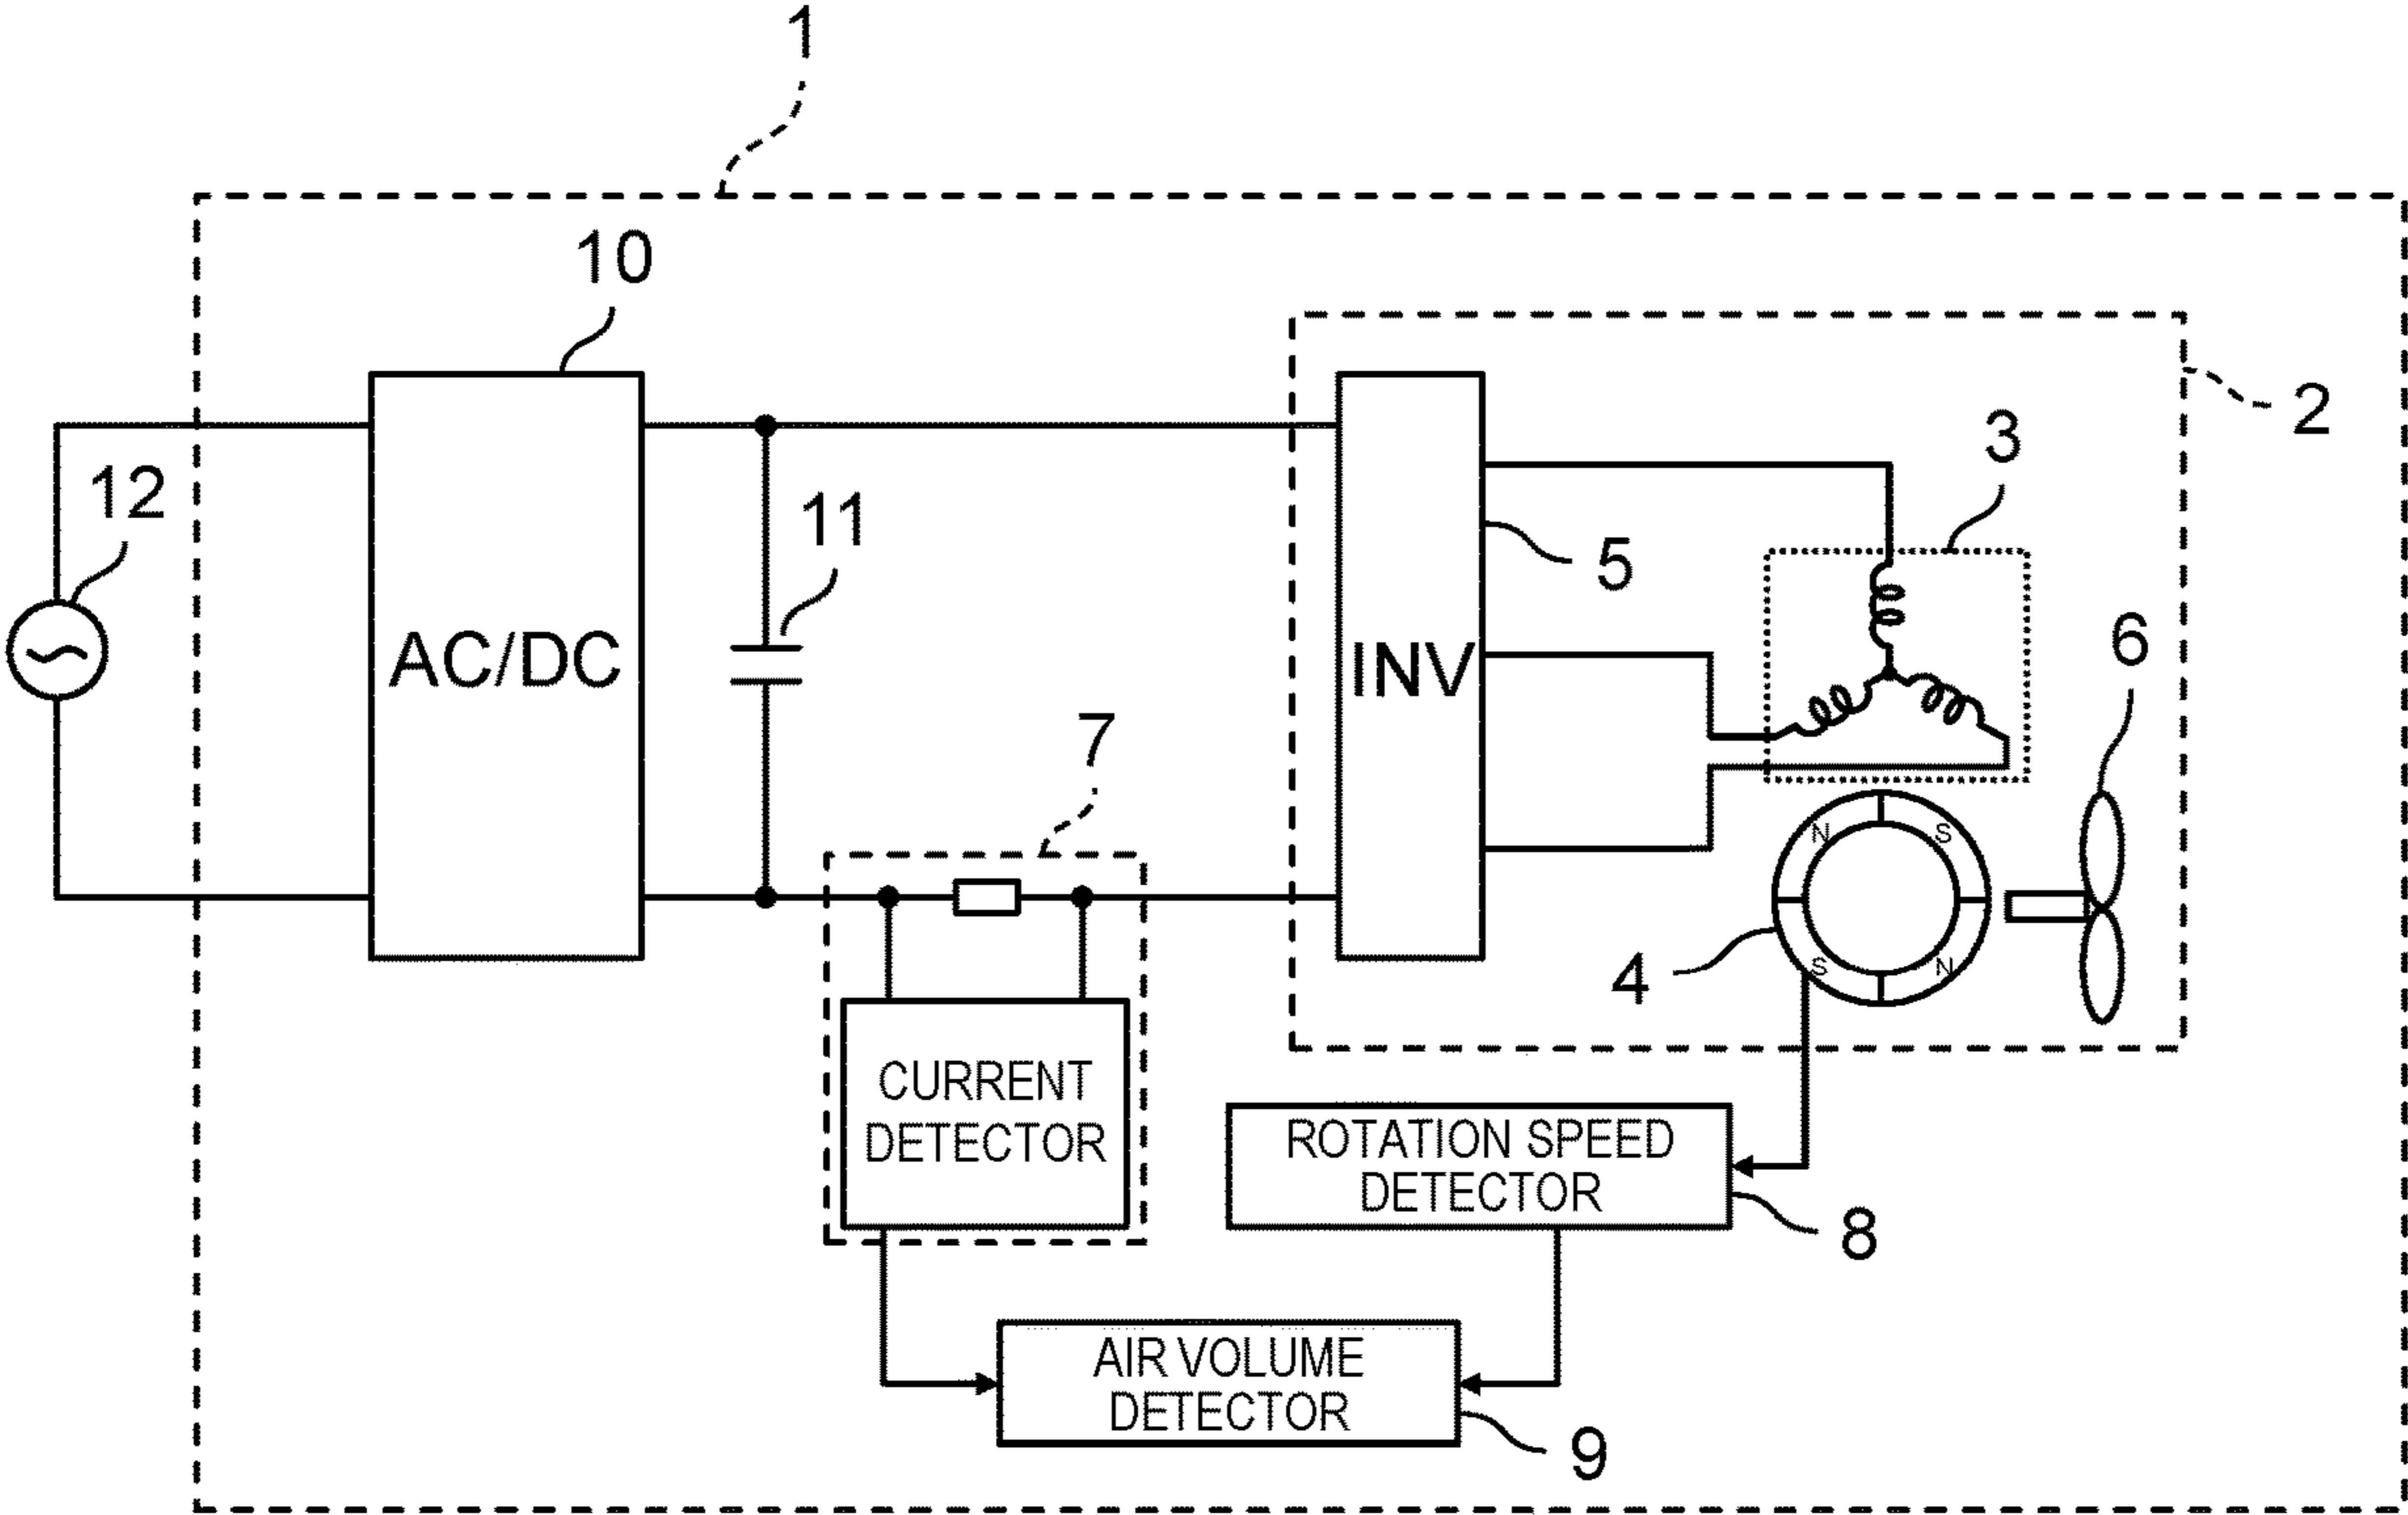 1
10
2
3
12
11
5
6
AC/DC
INV
7
N
S
4
S
N
CURRENT
DETECTOR
ROTATION SPEED
DETECTOR
8
AIR VOLUME
DETECTOR
9